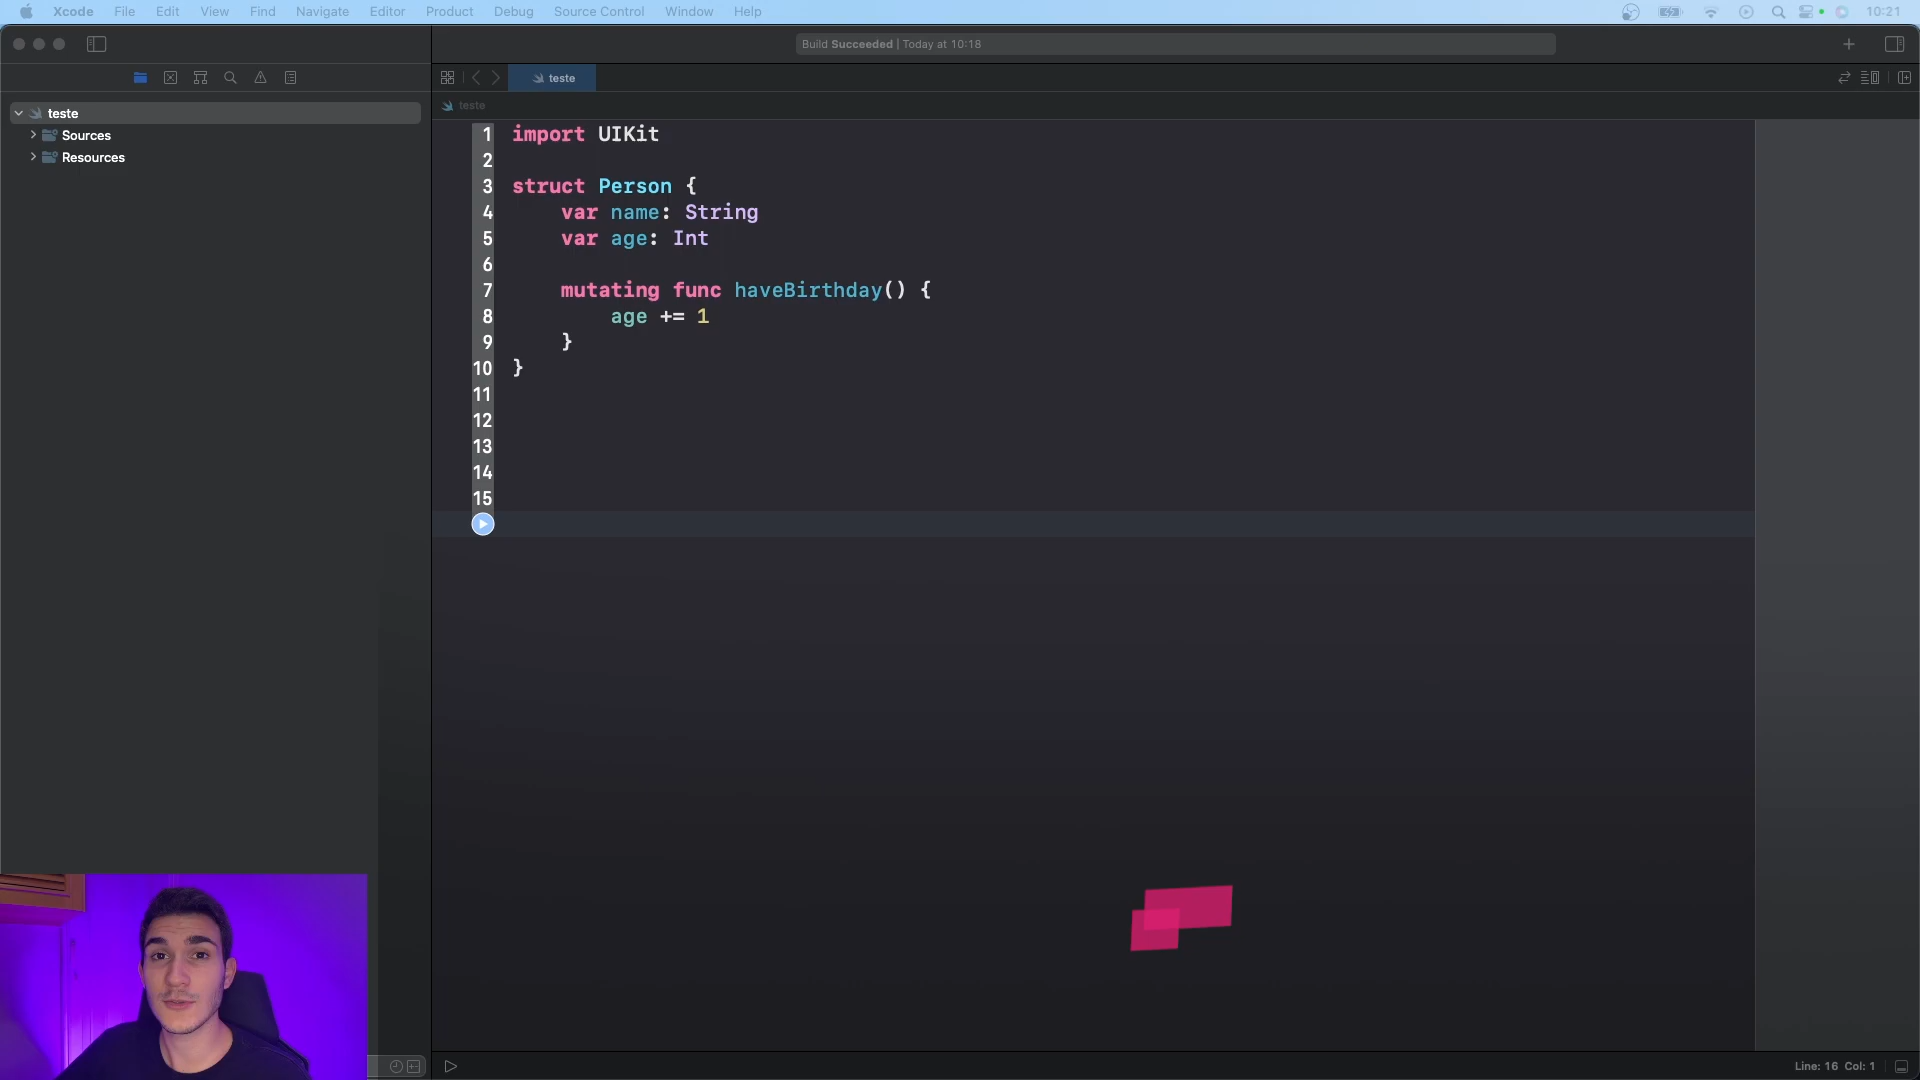 Xcode File Edit View Find Navigate Editor Product Debug Source Control Window Help 10:21
Build Succeeded | Today at 10:18
teste
teste
teste
Sources
Resources
1 import UIKit
2
3 struct Person {
4 var name: String
5 var age: Int
6
7 mutating func haveBirthday() {
8 age += 1
9 }
10 }
11
12
13
14
15
Line: 16 Col: 1